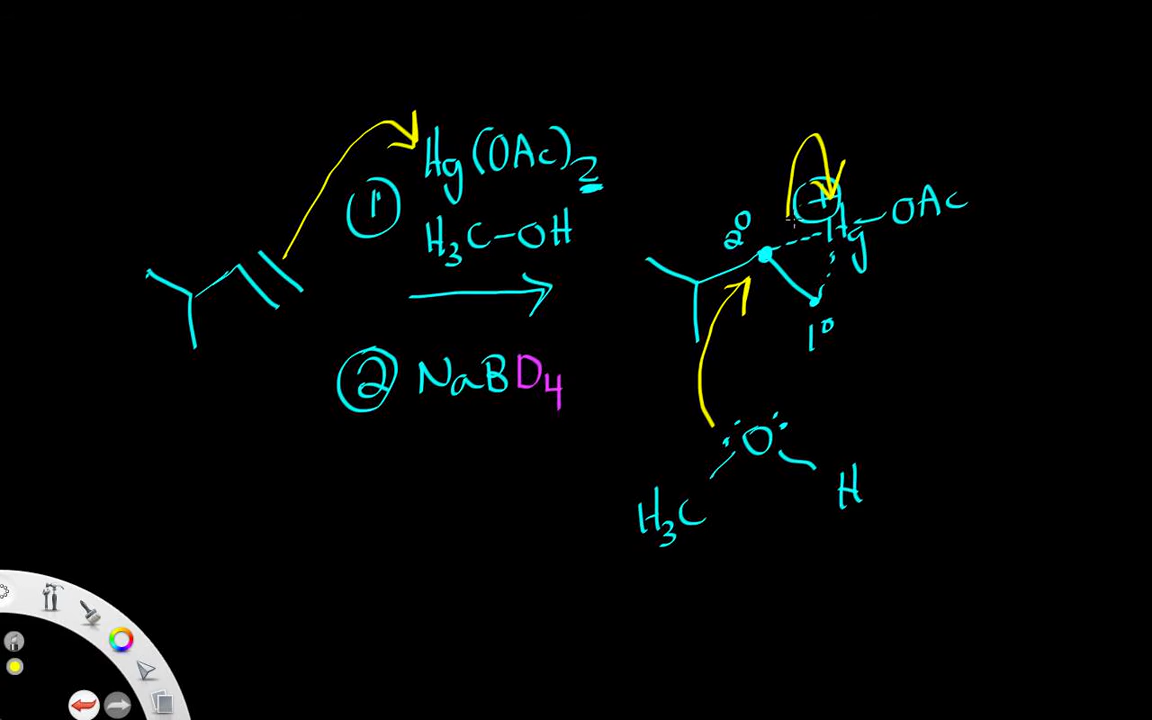 ① Hg(OAc)2
H3C-OH
② NaBD4
2° + Hg-OAc
1°
:O:
H3C H